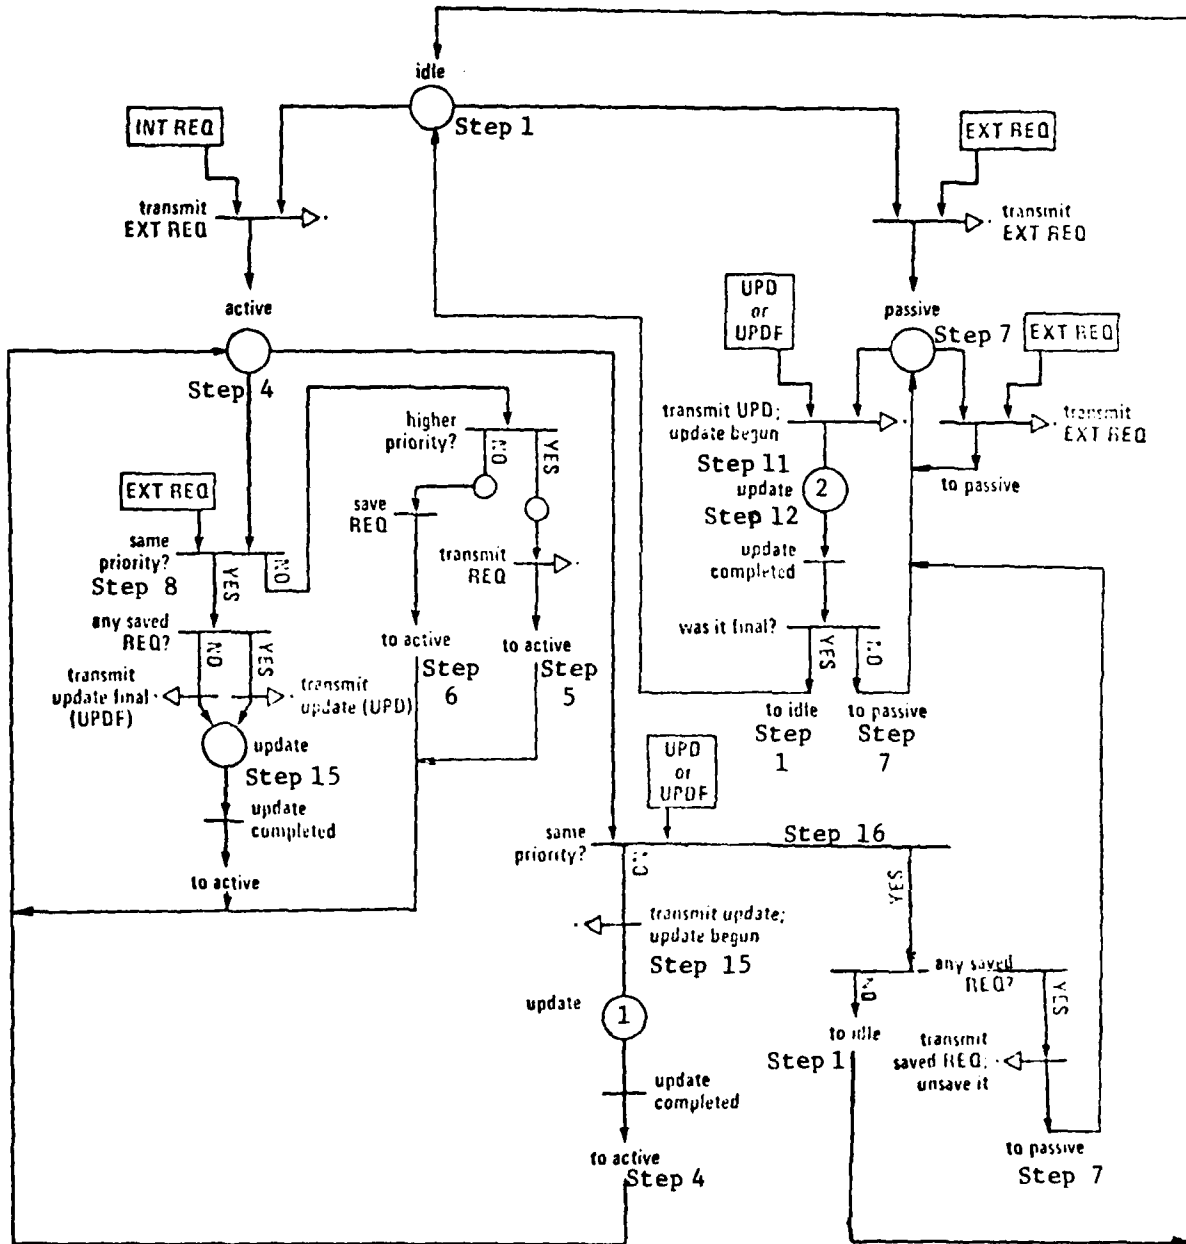 idle
Step 1
INT REQ
EXT REQ
transmit
EXT REQ
transmit
EXT REQ
active
Step 4
UPD
or
UPDF
passive
Step 7
EXT REQ
higher
priority?
NO
YES
transmit UPD;
update begun
Step 11
transmit
EXT REQ
to passive
update
2
Step 12
EXT REQ
save
REQ
same
priority?
Step 8
YES
NO
transmit
REQ
update
completed
any saved
REQ?
NO
YES
to active
Step
6
to active
Step
5
was it final?
YES
NO
transmit
update final
(UPDF)
transmit
update (UPD)
to idle
Step
1
to passive
Step
7
update
Step 15
UPD
or
UPDF
update
completed
same
priority?
Step 16
NO
YES
to active
transmit update;
update begun
Step 15
any saved
REQ?
NO
YES
update
1
to idle
Step 1
transmit
saved REQ;
unsave it
update
completed
to active
Step 4
to passive
Step 7